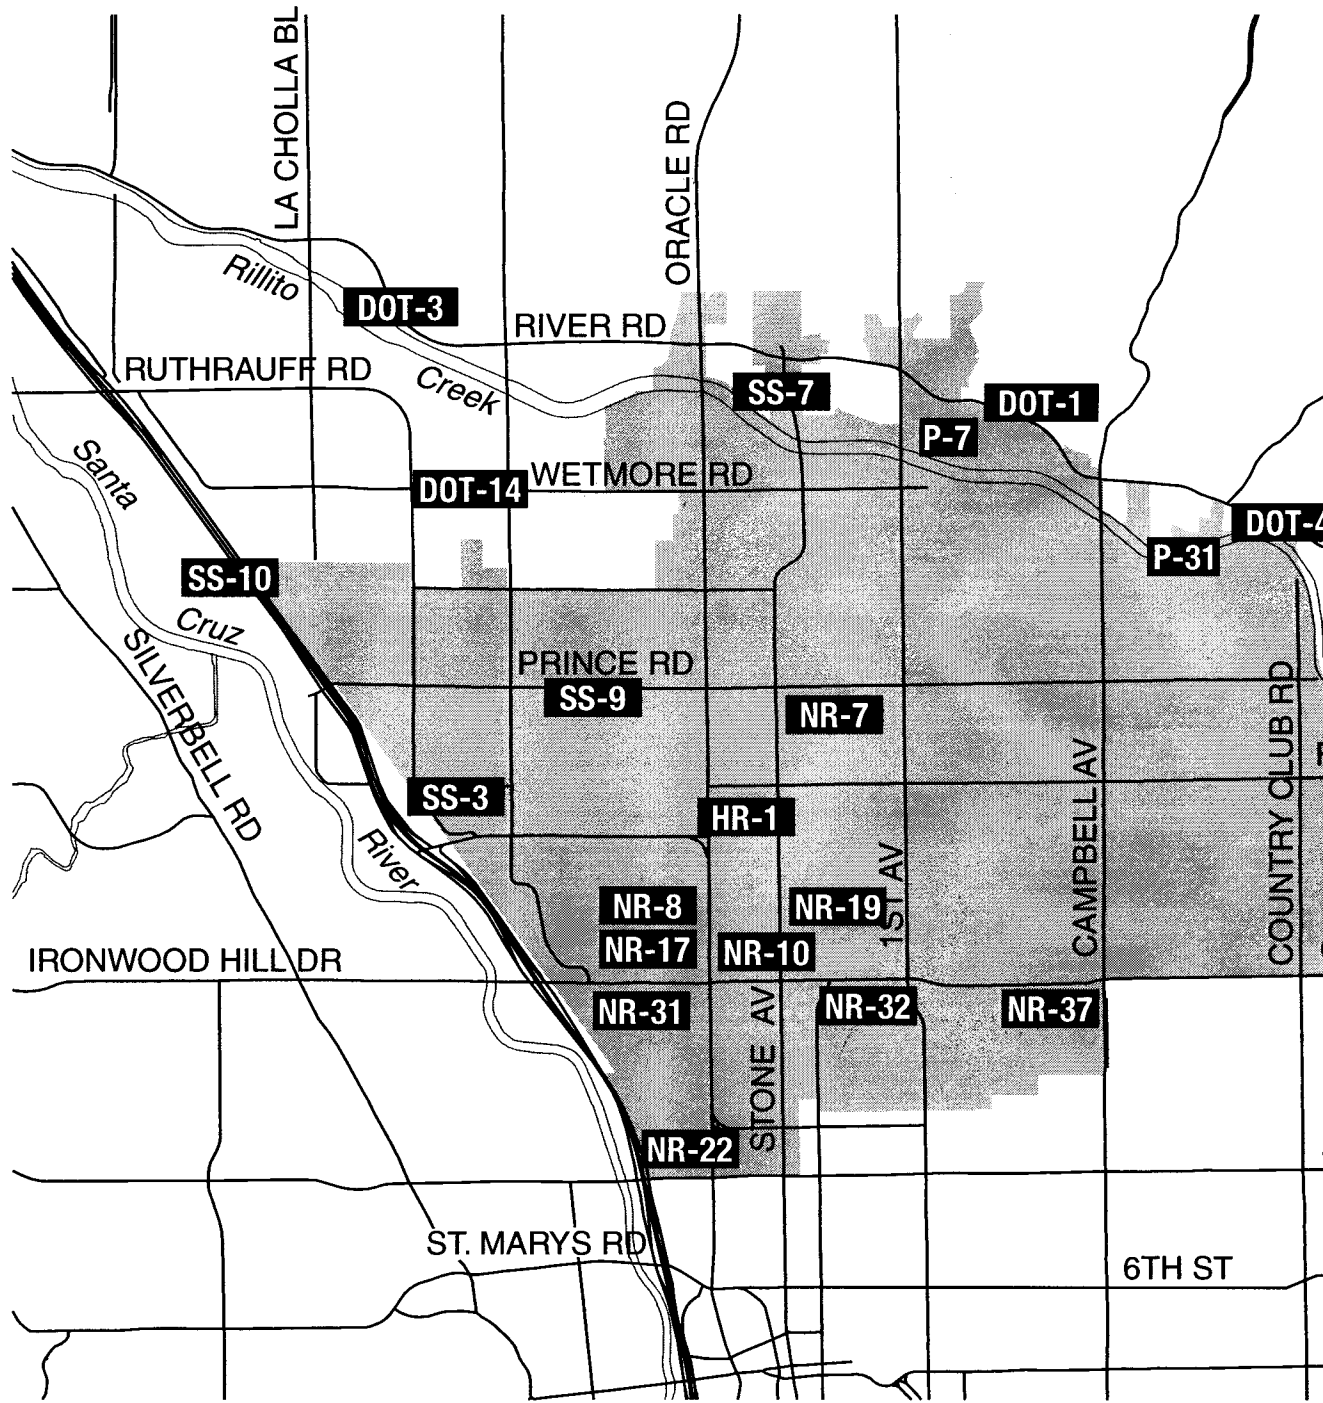 LA CHOLLA BL
ORACLE RD
Rillito
DOT-3
RIVER RD
RUTHRAUFF RD
Creek
SS-7
DOT-1
P-7
Santa
DOT-14
WETMORE RD
DOT-4
P-31
SS-10
Cruz
SILVERBELL RD
PRINCE RD
SS-9
NR-7
COUNTRY CLUB RD
CAMPBELL AV
SS-3
HR-1
River
1ST AV
NR-8
NR-19
NR-17
NR-10
IRONWOOD HILL DR
NR-31
STONE AV
NR-32
NR-37
NR-22
ST. MARYS RD
6TH ST